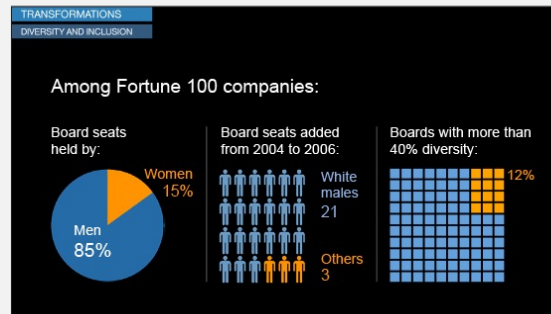 TRANSFORMATIONS
DIVERSITY AND INCLUSION
Among Fortune 100 companies:
Board seats
held by:
Women
15%
Men
85%
Board seats added
from 2004 to 2006:
White
males
21
Others
3
Boards with more than
40% diversity:
12%